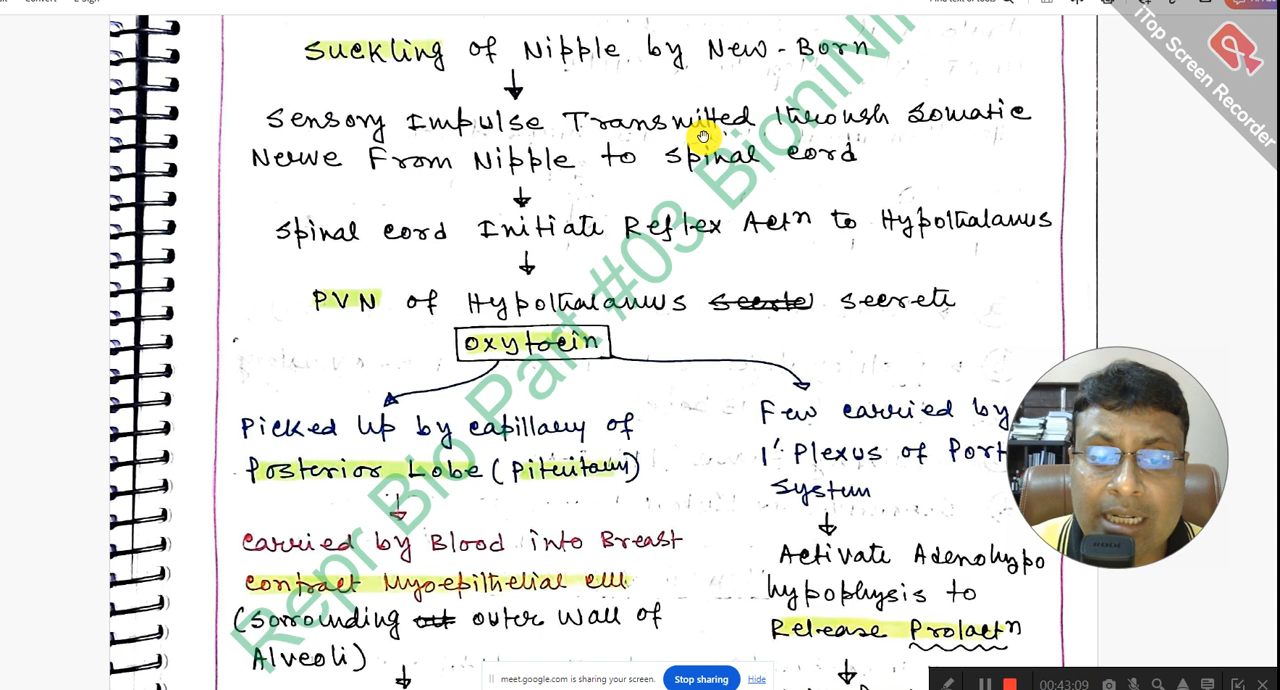 Suckling of Nipple by New-Born
Sensory Impulse Transmitted through Somatic
Nerve From Nipple to Spinal cord
Spinal cord Initiate Reflex Actn to Hypothalamus
PVN of Hypothalamus secrete
Oxytocin
Picked Up by capillary of
Posterior Lobe (Pituitary)
Carried by Blood into Breast
contract Myoepithelial cell
(Sorrounding outer Wall of
Alveoli)
Few carried by
1° Plexus of Port
System
Activate Adenohypo
hypophysis to
Release Prolactn
Repr Bio Part #03 BioniNi
iTop Screen Recorder
meet.google.com is sharing your screen.
Stop sharing
Hide
00:43:09